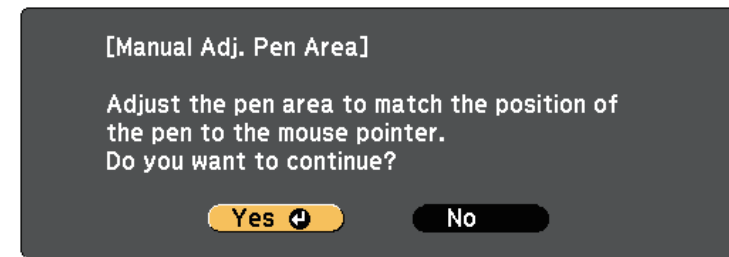 [Manual Adj. Pen Area]
Adjust the pen area to match the position of
the pen to the mouse pointer.
Do you want to continue?
Yes
No